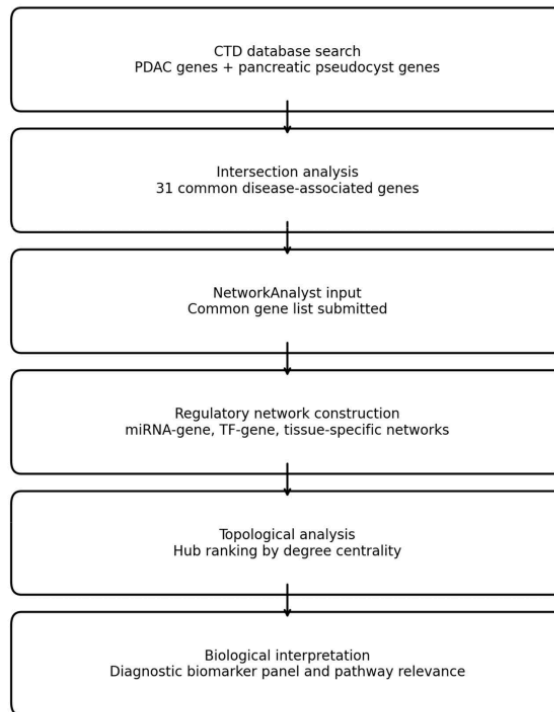 CTD database search
PDAC genes + pancreatic pseudocyst genes
Intersection analysis
31 common disease-associated genes
NetworkAnalyst input
Common gene list submitted
Regulatory network construction
miRNA-gene, TF-gene, tissue-specific networks
Topological analysis
Hub ranking by degree centrality
Biological interpretation
Diagnostic biomarker panel and pathway relevance